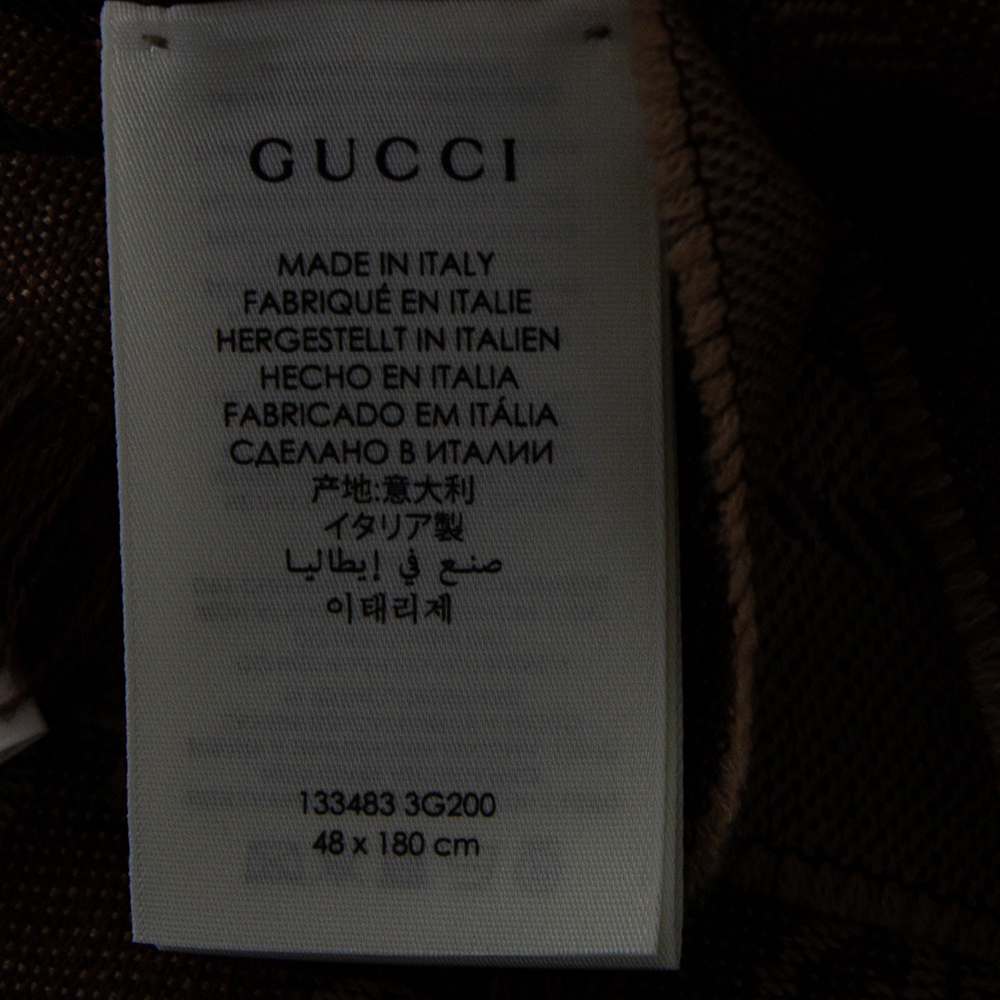 GUCCI
MADE IN ITALY
FABRIQUÉ EN ITALIE
HERGESTELLT IN ITALIEN
HECHO EN ITALIA
FABRICADO EM ITÁLIA
СДЕЛАНО В ИТАЛИИ
产地:意大利
イタリア製
صنع في إيطاليا
이태리제
133483 3G200
48 x 180 cm